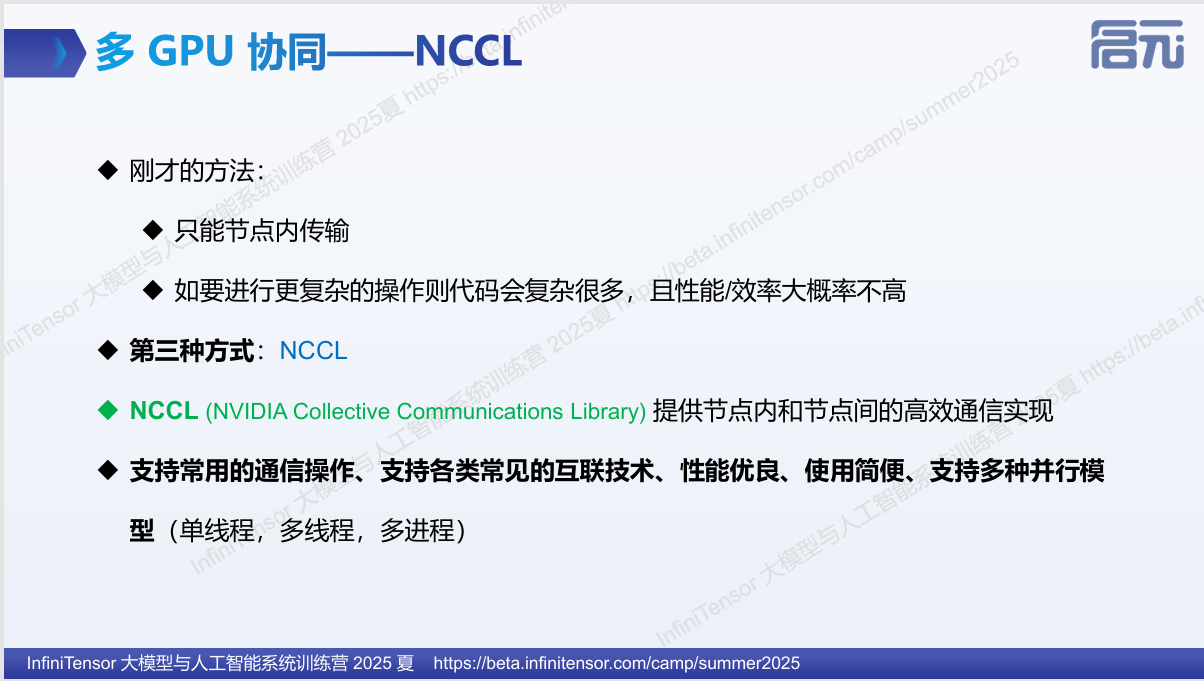 多 GPU 协同——NCCL
启元
◆ 刚才的方法：
◆ 只能节点内传输
◆ 如要进行更复杂的操作则代码会复杂很多，且性能/效率大概率不高
◆ 第三种方式：NCCL
◆ NCCL (NVIDIA Collective Communications Library) 提供节点内和节点间的高效通信实现
◆ 支持常用的通信操作、支持各类常见的互联技术、性能优良、使用简便、支持多种并行模
型（单线程，多线程，多进程）
InfiniTensor 大模型与人工智能系统训练营 2025夏 https://beta.infinitensor.com/camp/summer2025
InfiniTensor 大模型与人工智能系统训练营 2025 夏 https://beta.infinitensor.com/camp/summer2025